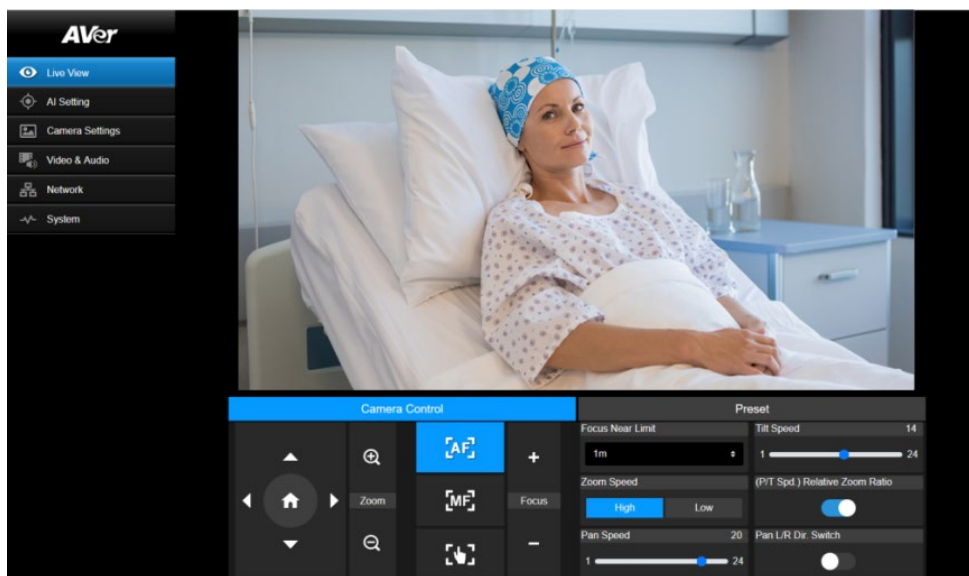 AVer
Live View
AI Setting
Camera Settings
Video & Audio
Network
System
Camera Control
Preset
Zoom
AF
MF
Focus
Focus Near Limit
1m
Zoom Speed
High Low
Pan Speed 20
1 24
Tilt Speed 14
1 24
(P/T Spd.) Relative Zoom Ratio
Pan L/R Dir. Switch